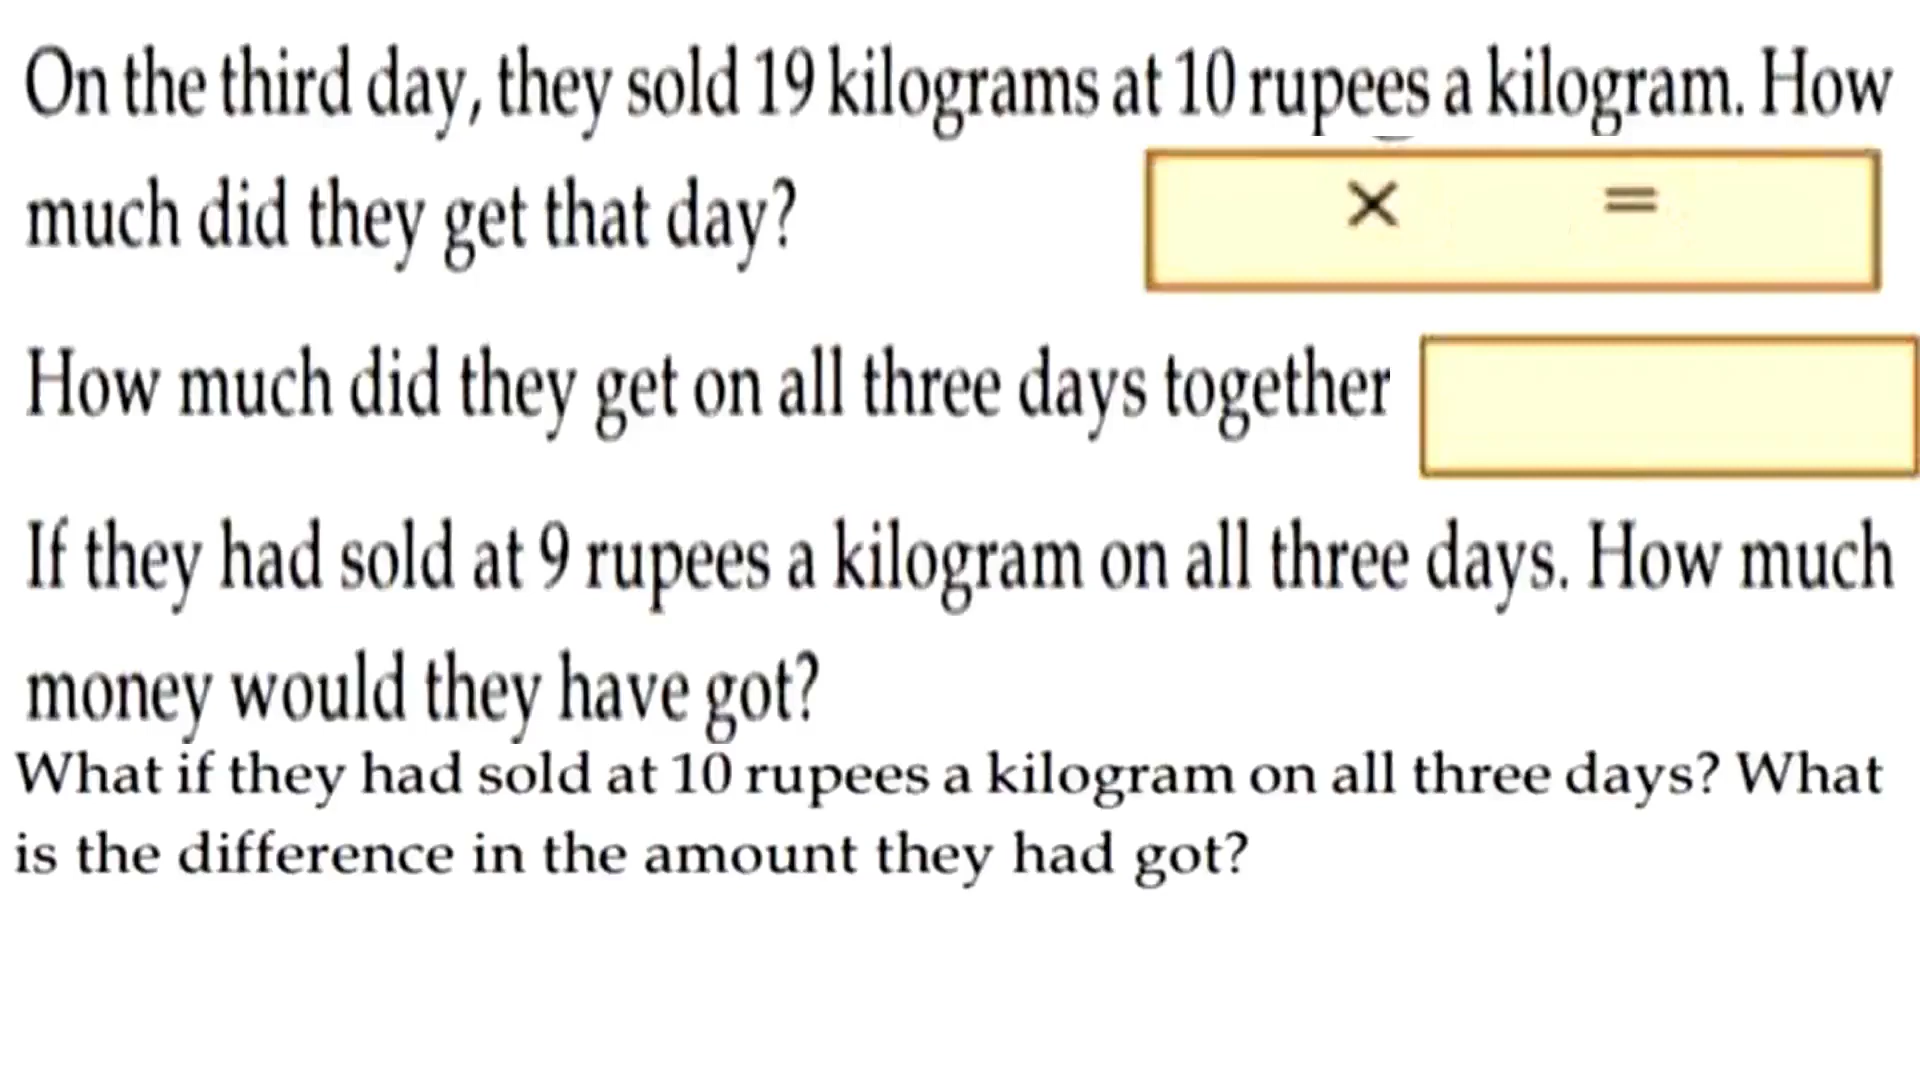 On the third day, they sold 19 kilograms at 10 rupees a kilogram. How
much did they get that day?
× =
How much did they get on all three days together
If they had sold at 9 rupees a kilogram on all three days. How much
money would they have got?
What if they had sold at 10 rupees a kilogram on all three days? What
is the difference in the amount they had got?